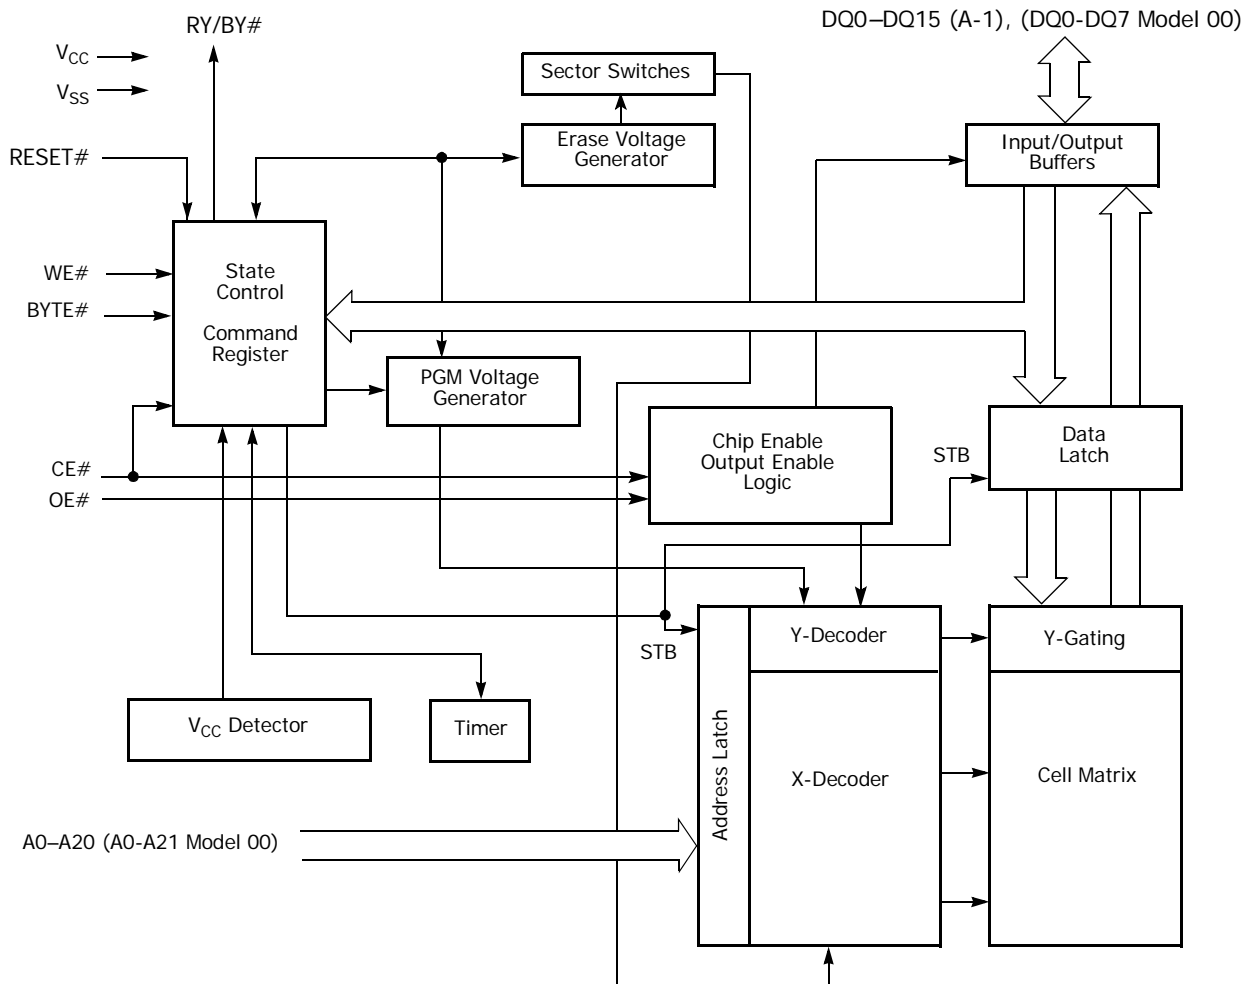 RY/BY#
DQ0–DQ15 (A-1), (DQ0-DQ7 Model 00)
VCC
VSS
Sector Switches
RESET#
Erase Voltage
Generator
Input/Output
Buffers
WE#
BYTE#
State
Control
Command
Register
PGM Voltage
Generator
CE#
OE#
Chip Enable
Output Enable
Logic
STB
Data
Latch
STB
Y-Decoder
Y-Gating
VCC Detector
Timer
Address Latch
X-Decoder
Cell Matrix
A0–A20 (A0-A21 Model 00)